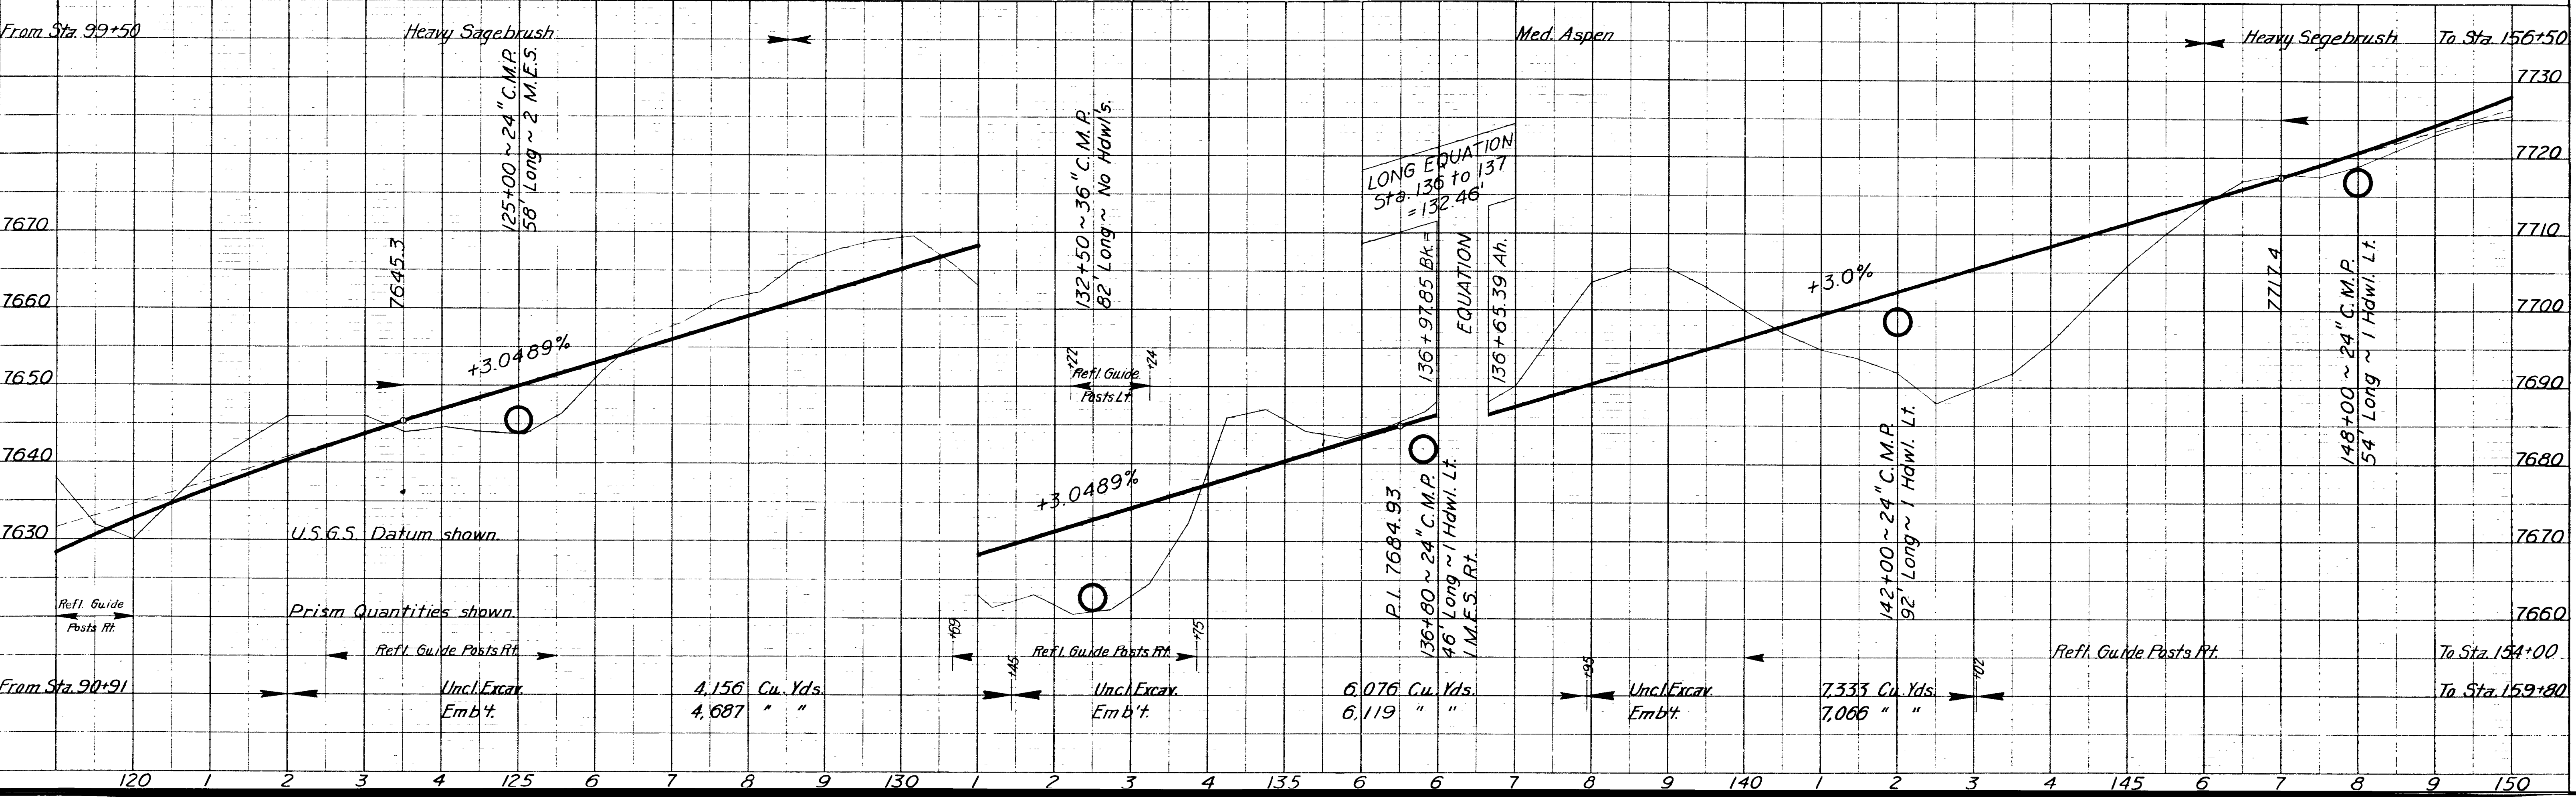 From Sta. 99+50
Heavy Sagebrush
Med. Aspen
Heavy Segebrush
To Sta. 156+50
125+00 ~ 24" C.M.P.
58' Long ~ 2 M.E.S.
132+50 ~ 36" C.M.P.
82' Long ~ No Hdwl's.
LONG EQUATION
Sta. 136 to 137
= 132.46'
136+97.85 Bk. =
EQUATION
136+65.39 Ah.
7730
7720
7710
7700
7690
7680
7670
7660
7670
7660
7650
7640
7630
7645.3
+3.0489%
+3.0489%
+3.0%
7717.4
+22
+24
Refl. Guide
Posts Lt.
P.I. 7684.93
136+80 ~ 24" C.M.P.
46' Long ~ 1 Hdwl. Lt.
1 M.E.S. Rt.
142+00 ~ 24" C.M.P.
92' Long ~ 1 Hdwl. Lt.
148+00 ~ 24" C.M.P.
54' Long ~ 1 Hdwl. Lt.
U.S.G.S. Datum shown.
Prism Quantities shown.
Refl. Guide
Posts Rt.
Refl. Guide Posts Rt.
+69
Refl. Guide Posts Rt.
+75
Refl. Guide Posts Rt.
To Sta. 154+00
From Sta. 90+91
Uncl. Excav. 4,156 Cu. Yds.
Emb't. 4,687 " "
+45
Uncl. Excav. 6,076 Cu. Yds.
Emb't. 6,119 " "
+95
Uncl. Excav. 7,333 Cu. Yds.
Emb't. 7,066 " "
+02
To Sta. 159+80
120 1 2 3 4 125 6 7 8 9 130 1 2 3 4 135 6 6 7 8 9 140 1 2 3 4 145 6 7 8 9 150